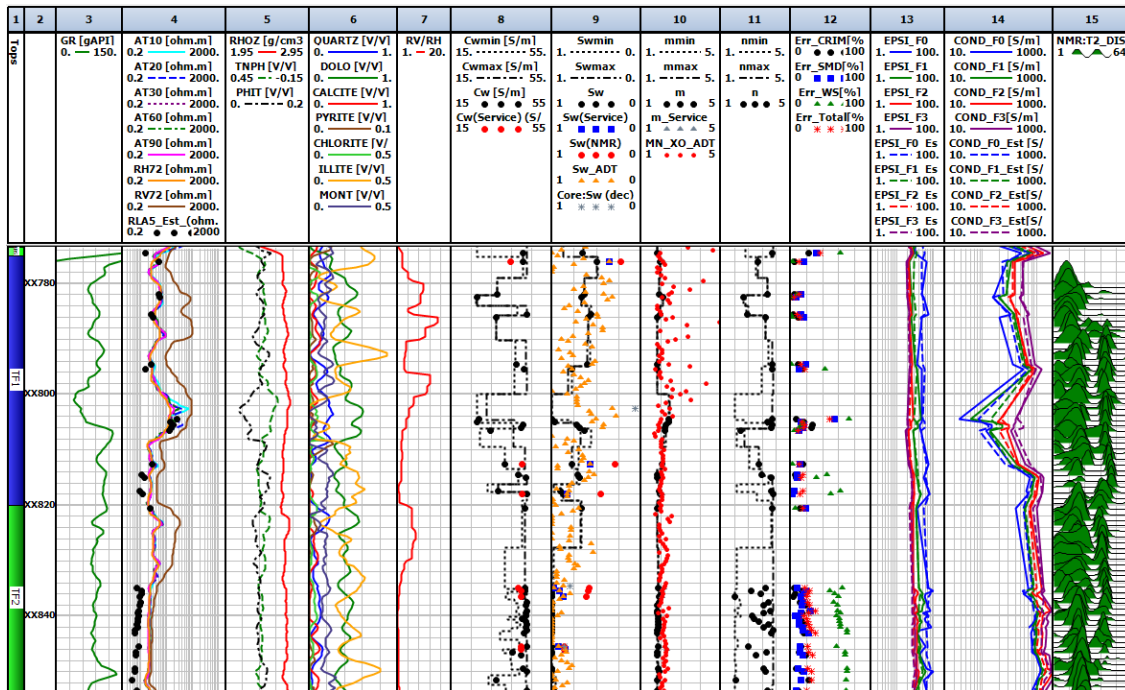 1 2 3 4 5 6 7 8 9 10 11 12 13 14 15
Tops
GR [gAPI]
0. 150.
AT10 [ohm.m]
0.2 2000.
AT20 [ohm.m]
0.2 2000.
AT30 [ohm.m]
0.2 2000.
AT60 [ohm.m]
0.2 2000.
AT90 [ohm.m]
0.2 2000.
RH72 [ohm.m]
0.2 2000.
RV72 [ohm.m]
0.2 2000.
RLA5_Est_(ohm.
0.2 2000
RHOZ [g/cm3
1.95 2.95
TNPH [V/V]
0.45 -0.15
PHIT [V/V]
0. 0.2
QUARTZ [V/V]
0. 1.
DOLO [V/V]
0. 1.
CALCITE [V/V]
0. 1.
PYRITE [V/V]
0. 0.1
CHLORITE [V/
0. 0.5
ILLITE [V/V]
0. 0.5
MONT [V/V]
0. 0.5
RV/RH
1. 20.
Cwmin [S/m]
15. 55.
Cwmax [S/m]
15. 55.
Cw [S/m]
15 55
Cw(Service) (S/
15 55
Swmin
1. 0.
Swmax
1. 0.
Sw
1 0
Sw(Service)
1 0
Sw(NMR)
1 0
Sw_ADT
1 0
Core:Sw (dec)
1 0
mmin
1. 5.
mmax
1. 5.
m
1 5
m_Service
1 5
MN_XO_ADT
1 5
nmin
1. 5.
nmax
1. 5.
n
1 5
Err_CRIM[%]
0 100
Err_SMD[%]
0 100
Err_WS[%]
0 100
Err_Total[%]
0 100
EPSI_F0
1. 100.
EPSI_F1
1. 100.
EPSI_F2
1. 100.
EPSI_F3
1. 100.
EPSI_F0 Es
1. 100.
EPSI_F1 Es
1. 100.
EPSI_F2 Es
1. 100.
EPSI_F3 Es
1. 100.
COND_F0 [S/m]
10. 1000.
COND_F1 [S/m]
10. 1000.
COND_F2[S/m]
10. 1000.
COND_F3[S/m]
10. 1000.
COND_F0_Est [S/
10. 1000.
COND_F1_Est[S/
10. 1000.
COND_F2_Est[S/
10. 1000.
COND_F3_Est[S/
10. 1000.
NMR:T2_DIS
1 64
XX780
TF1
XX800
XX820
TF2
XX840